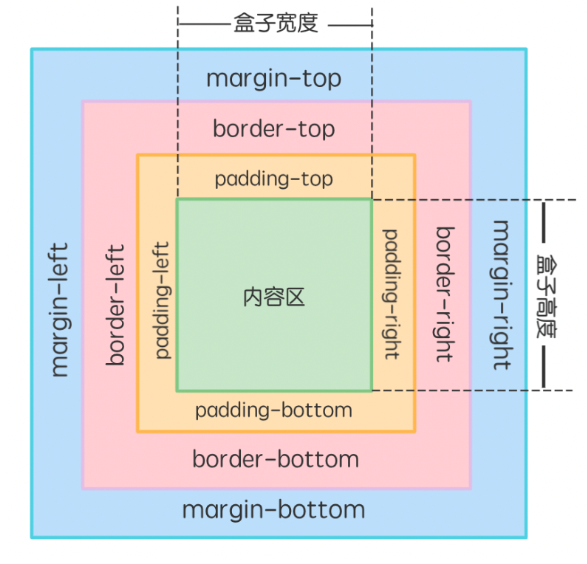 盒子宽度
margin-top
border-top
padding-top
margin-left
border-left
padding-left
内容区
padding-right
border-right
margin-right
盒子高度
padding-bottom
border-bottom
margin-bottom